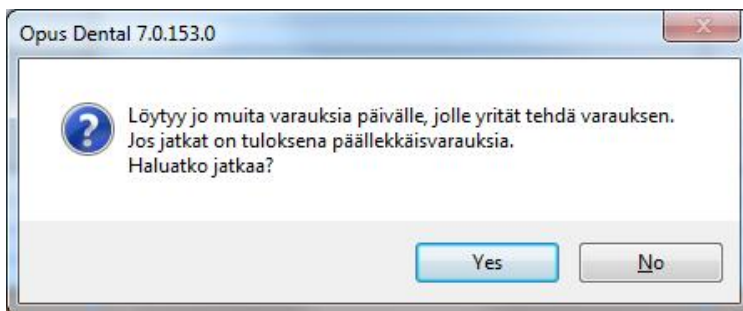 Opus Dental 7.0.153.0
Löytyy jo muita varauksia päivälle, jolle yrität tehdä varauksen.
Jos jatkat on tuloksena päällekkäisvarauksia.
Haluatko jatkaa?
Yes
No